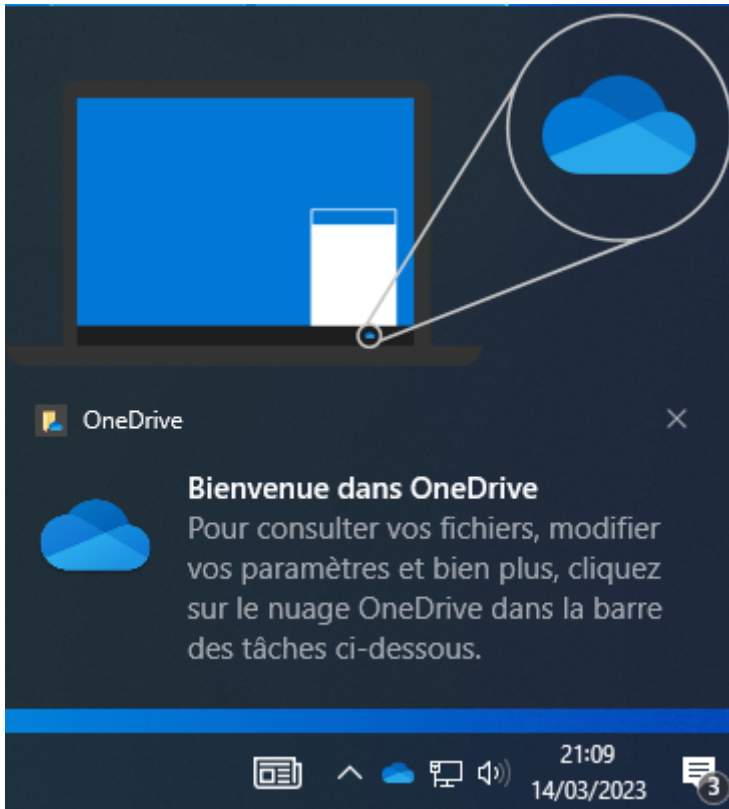 OneDrive
Bienvenue dans OneDrive
Pour consulter vos fichiers, modifier
vos paramètres et bien plus, cliquez
sur le nuage OneDrive dans la barre
des tâches ci-dessous.
21:09
14/03/2023
3